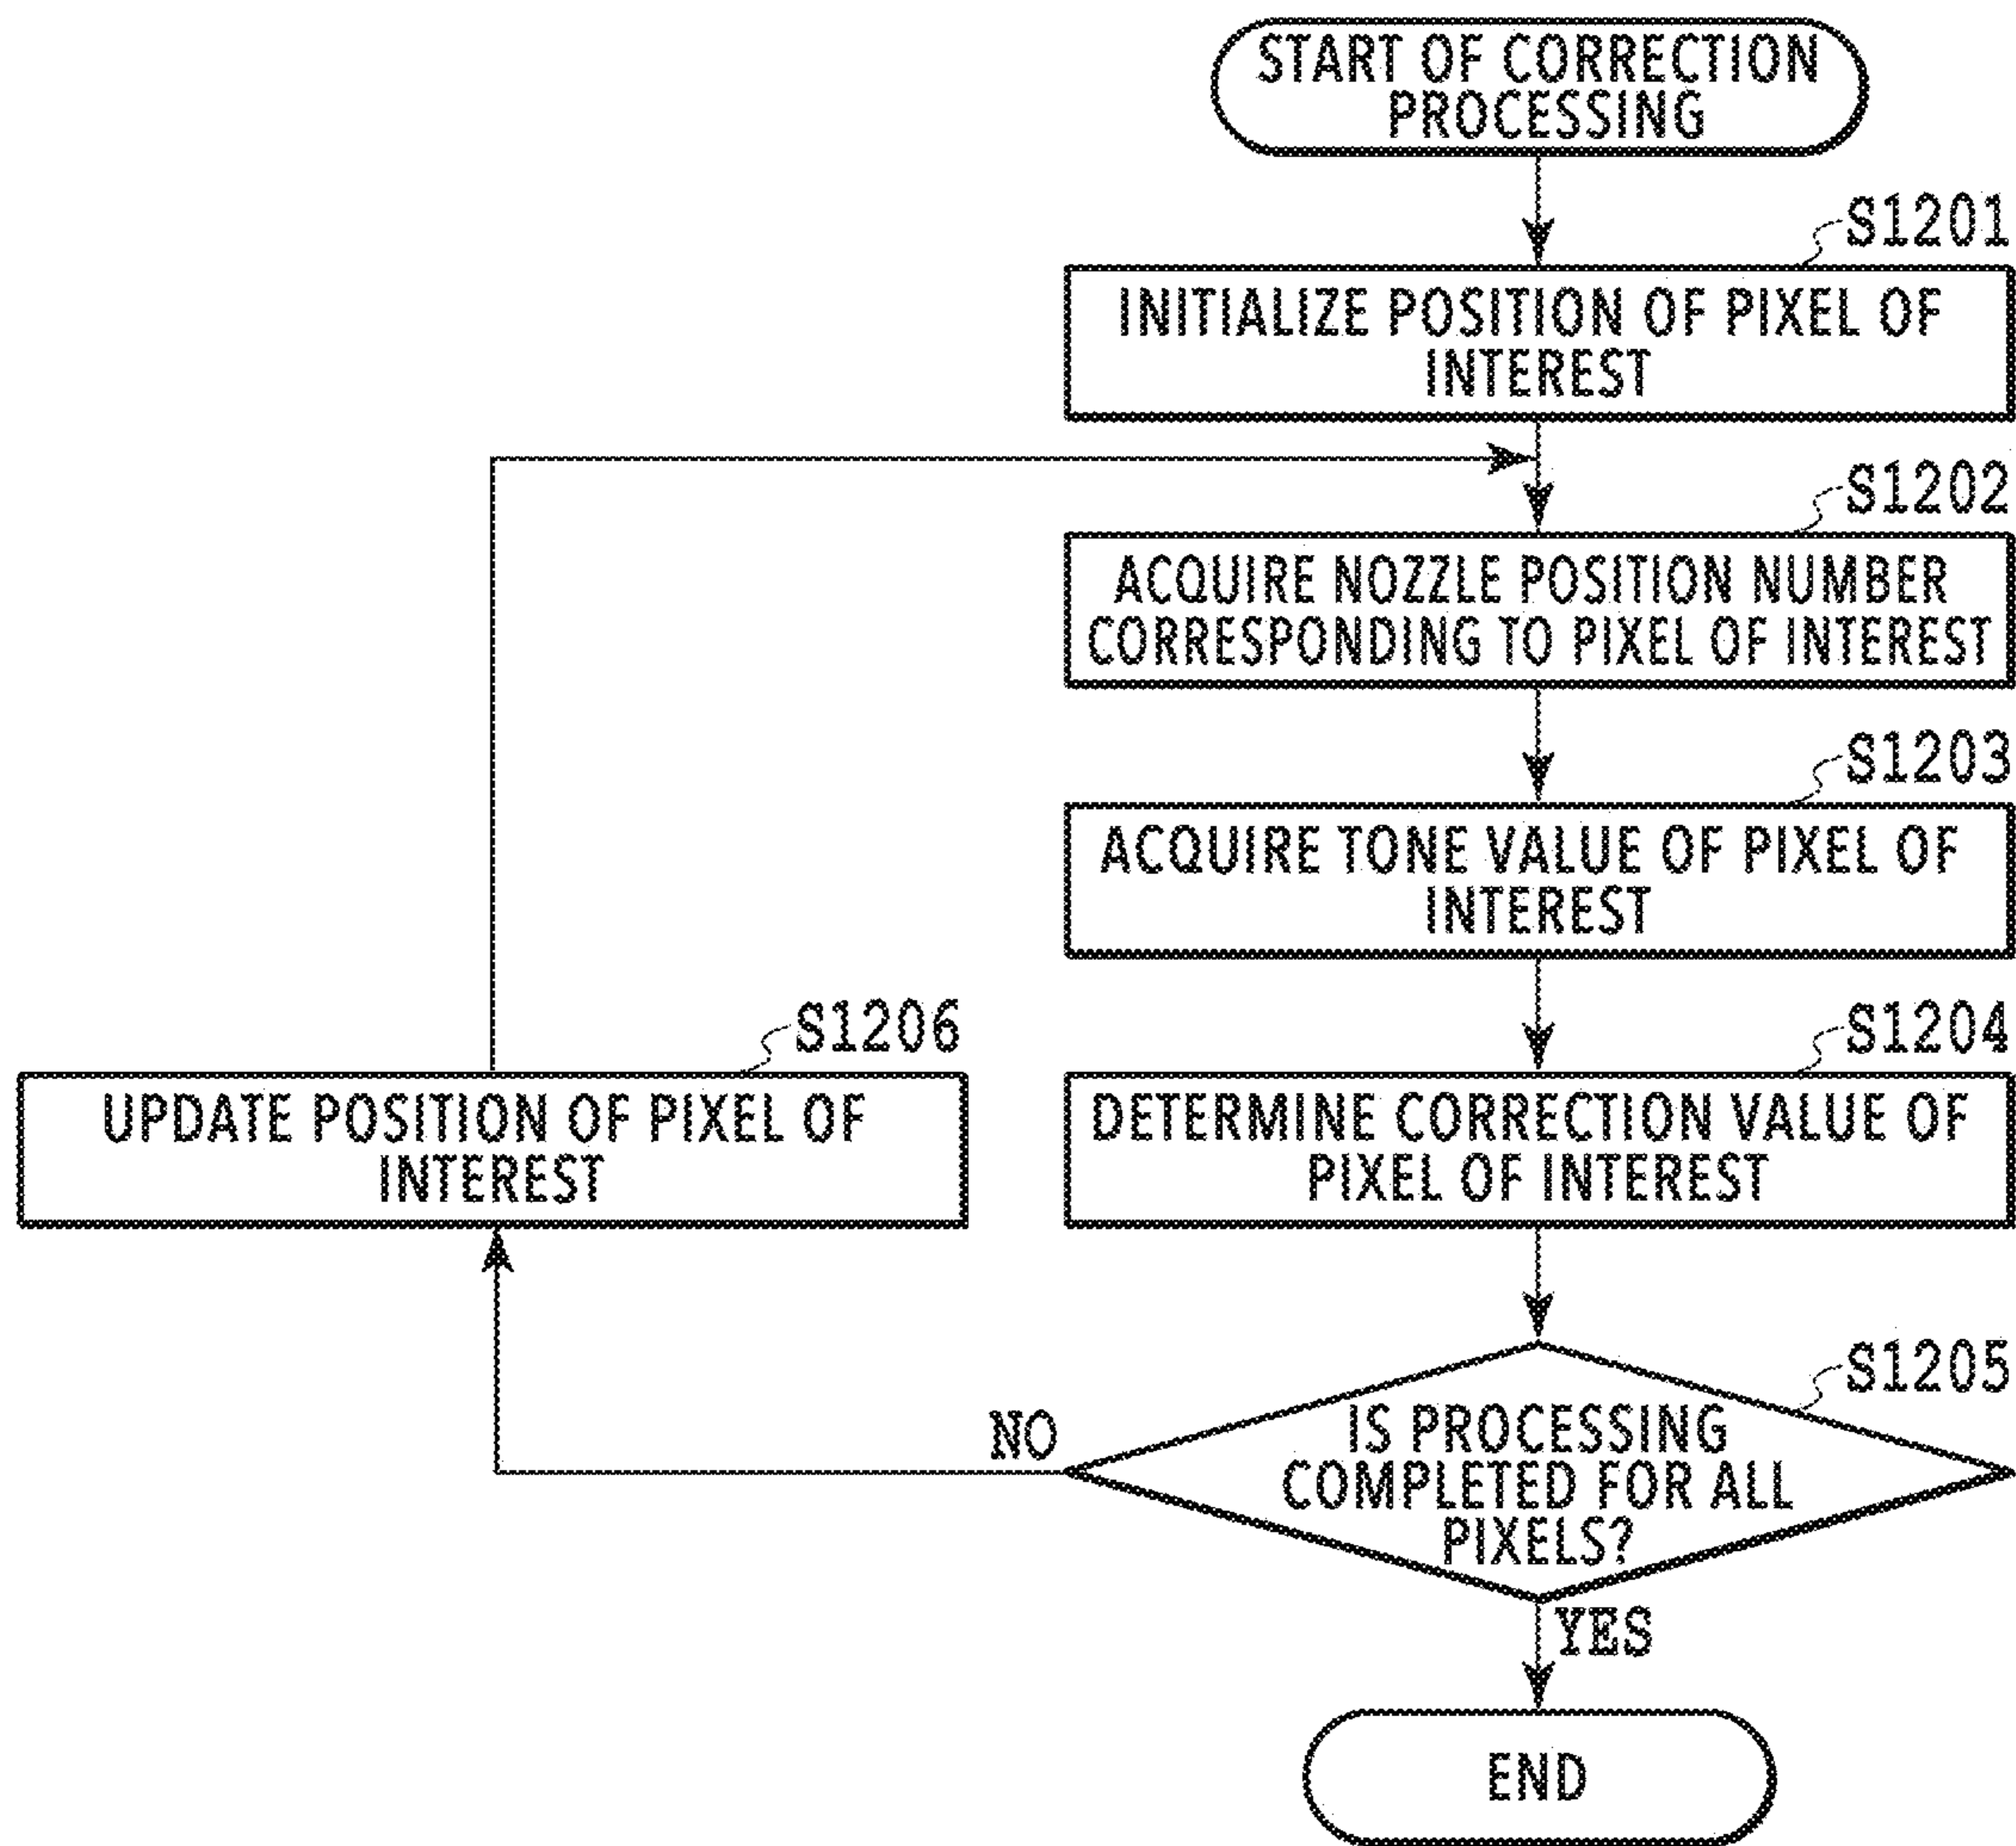 START OF CORRECTION
PROCESSING
S1201
INITIALIZE POSITION OF PIXEL OF
INTEREST
S1202
ACQUIRE NOZZLE POSITION NUMBER
CORRESPONDING TO PIXEL OF INTEREST
S1203
ACQUIRE TONE VALUE OF PIXEL OF
INTEREST
S1204
DETERMINE CORRECTION VALUE OF
PIXEL OF INTEREST
S1205
IS PROCESSING
COMPLETED FOR ALL
PIXELS?
NO
S1206
UPDATE POSITION OF PIXEL OF
INTEREST
YES
END